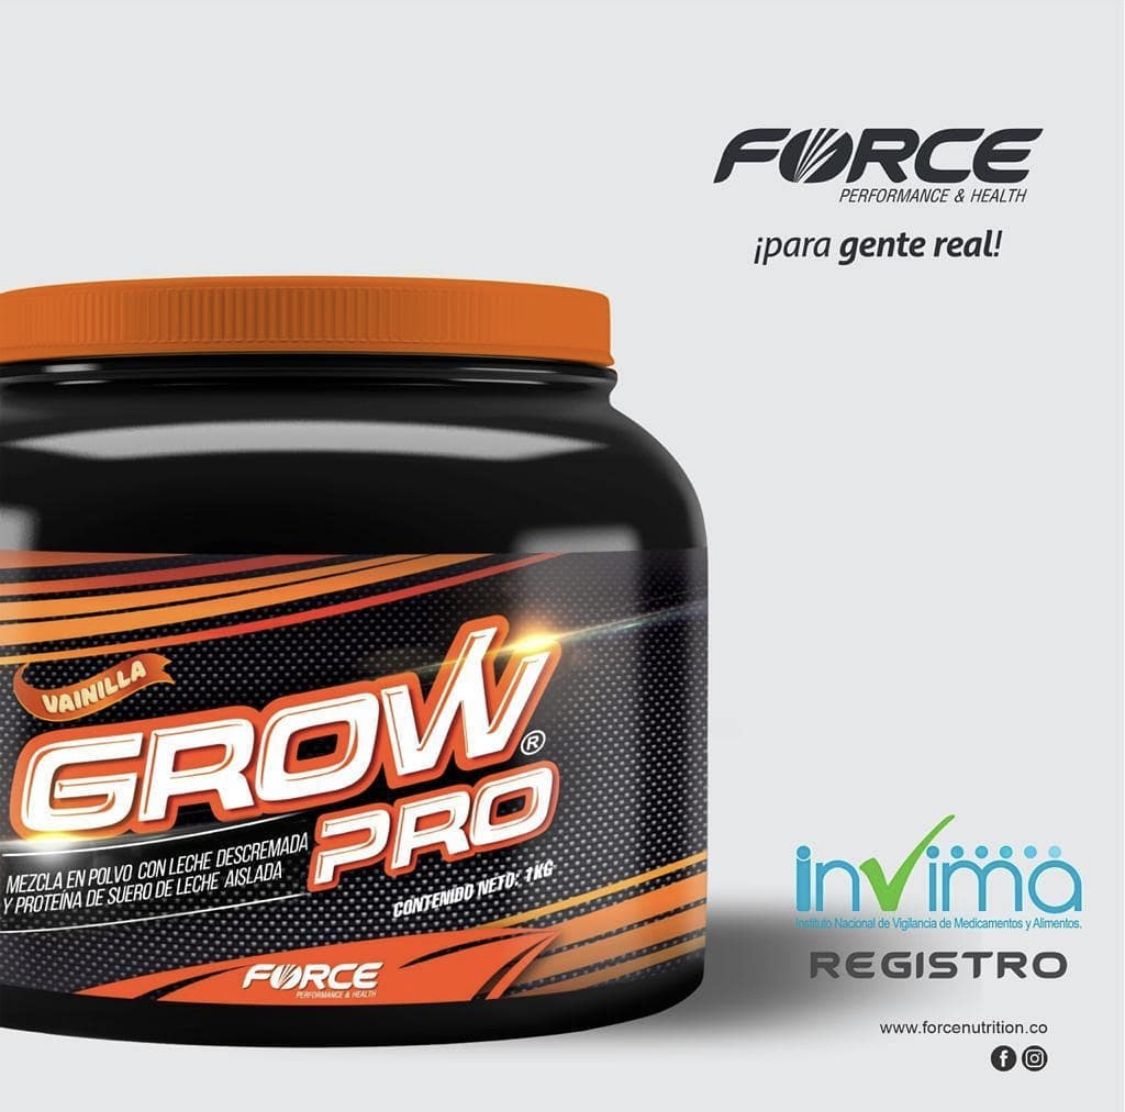 FORCE
PERFORMANCE & HEALTH
¡para gente real!
VAINILLA
GROW
®
PRO
MEZCLA EN POLVO CON LECHE DESCREMADA
Y PROTEÍNA DE SUERO DE LECHE AISLADA
CONTENIDO NETO: 1KG
FORCE
PERFORMANCE & HEALTH
invima
Instituto Nacional de Vigilancia de Medicamentos y Alimentos.
REGISTRO
www.forcenutrition.co